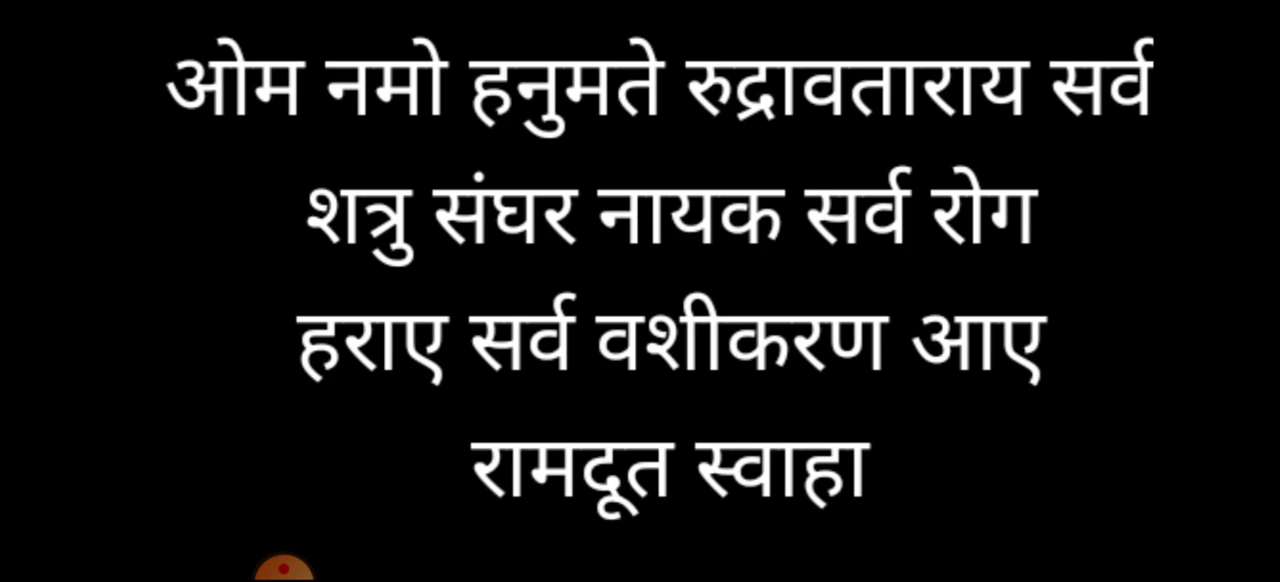 ओम नमो हनुमते रुद्रावताराय सर्व
शत्रु संघर नायक सर्व रोग
हराए सर्व वशीकरण आए
रामदूत स्वाहा